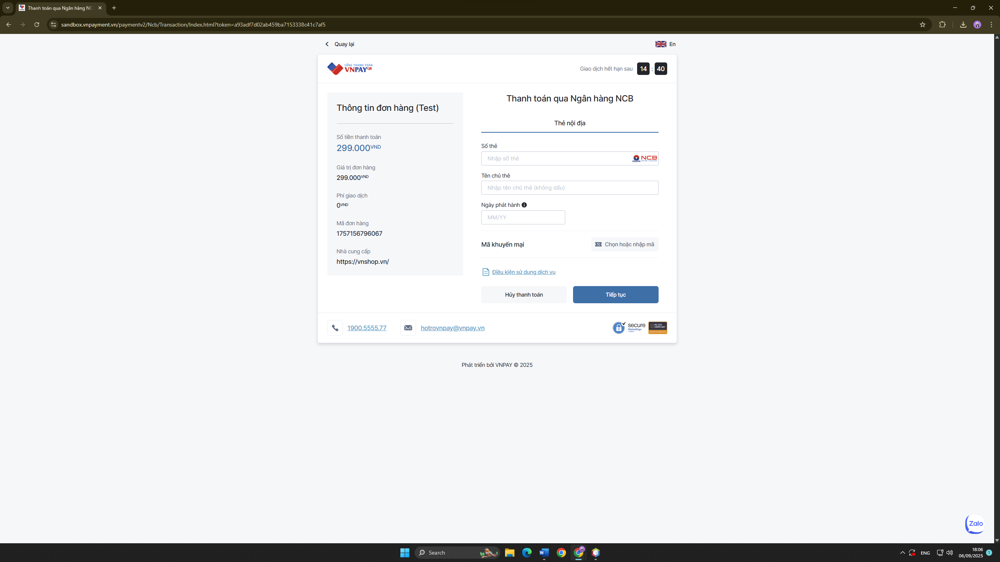 Thanh toán qua Ngân hàng NC
sandbox.vnpayment.vn/paymentv2/Ncb/Transaction/Index.html?token=a93adf7d02ab459ba7153338c41c7af5
Quay lại
En
CỔNG THANH TOÁN
VNPAYQR
Giao dịch hết hạn sau 14 : 40
Thông tin đơn hàng (Test)
Số tiền thanh toán
299.000VND
Giá trị đơn hàng
299.000VND
Phí giao dịch
0VND
Mã đơn hàng
1757156796067
Nhà cung cấp
https://vnshop.vn/
Thanh toán qua Ngân hàng NCB
Thẻ nội địa
Số thẻ
Nhập số thẻ
NCB
Tên chủ thẻ
Nhập tên chủ thẻ (không dấu)
Ngày phát hành
MM/YY
Mã khuyến mại
Chọn hoặc nhập mã
Điều kiện sử dụng dịch vụ
Hủy thanh toán
Tiếp tục
1900.5555.77
hotrovnpay@vnpay.vn
secure
GlobalSign
PCI DSS
COMPLIANT
Phát triển bởi VNPAY © 2025
Zalo
Search
ENG
18:06
06/09/2025
1